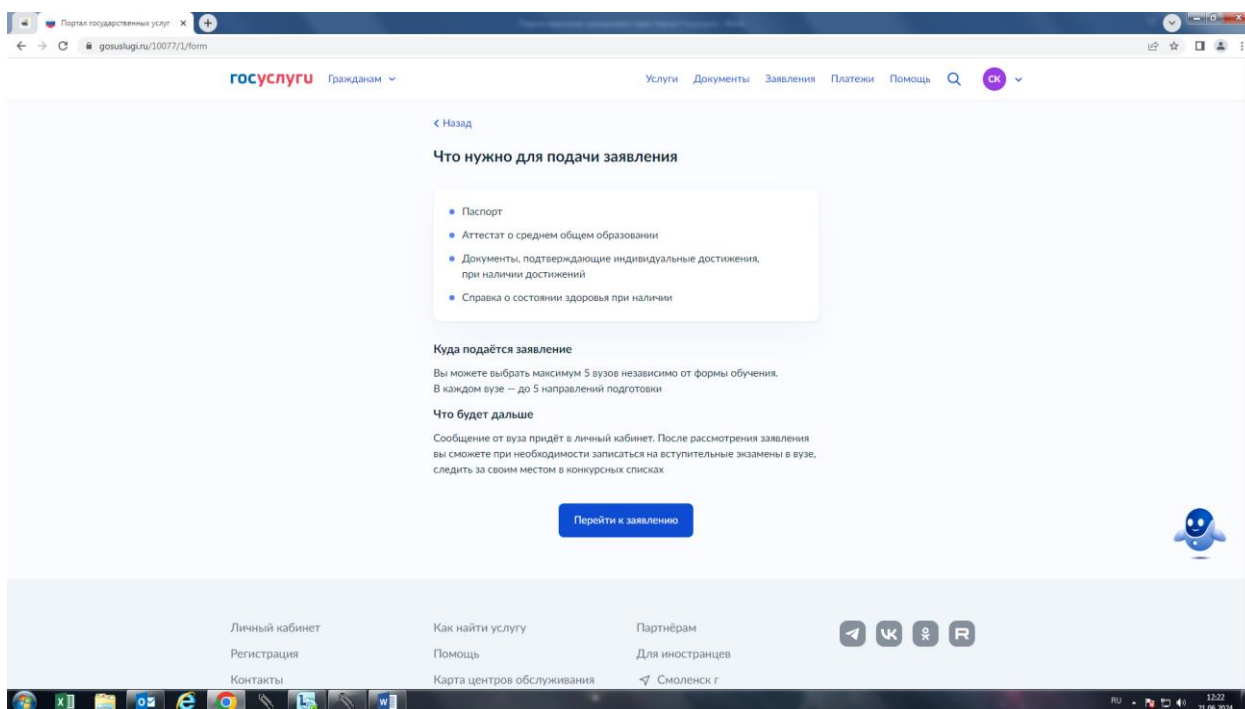 Портал государственных услуг
gosuslugi.ru/10077/1/form
госуслуги Гражданам Услуги Документы Заявления Платежи Помощь СК
Назад
Что нужно для подачи заявления
Паспорт
Аттестат о среднем общем образовании
Документы, подтверждающие индивидуальные достижения,
при наличии достижений
Справка о состоянии здоровья при наличии
Куда подаётся заявление
Вы можете выбрать максимум 5 вузов независимо от формы обучения.
В каждом вузе — до 5 направлений подготовки
Что будет дальше
Сообщение от вуза придёт в личный кабинет. После рассмотрения заявления
вы сможете при необходимости записаться на вступительные экзамены в вузе,
следить за своим местом в конкурсных списках
Перейти к заявлению
Личный кабинет Как найти услугу Партнёрам
Регистрация Помощь Для иностранцев
Контакты Карта центров обслуживания Смоленск г
RU 12:22
21.06.2024